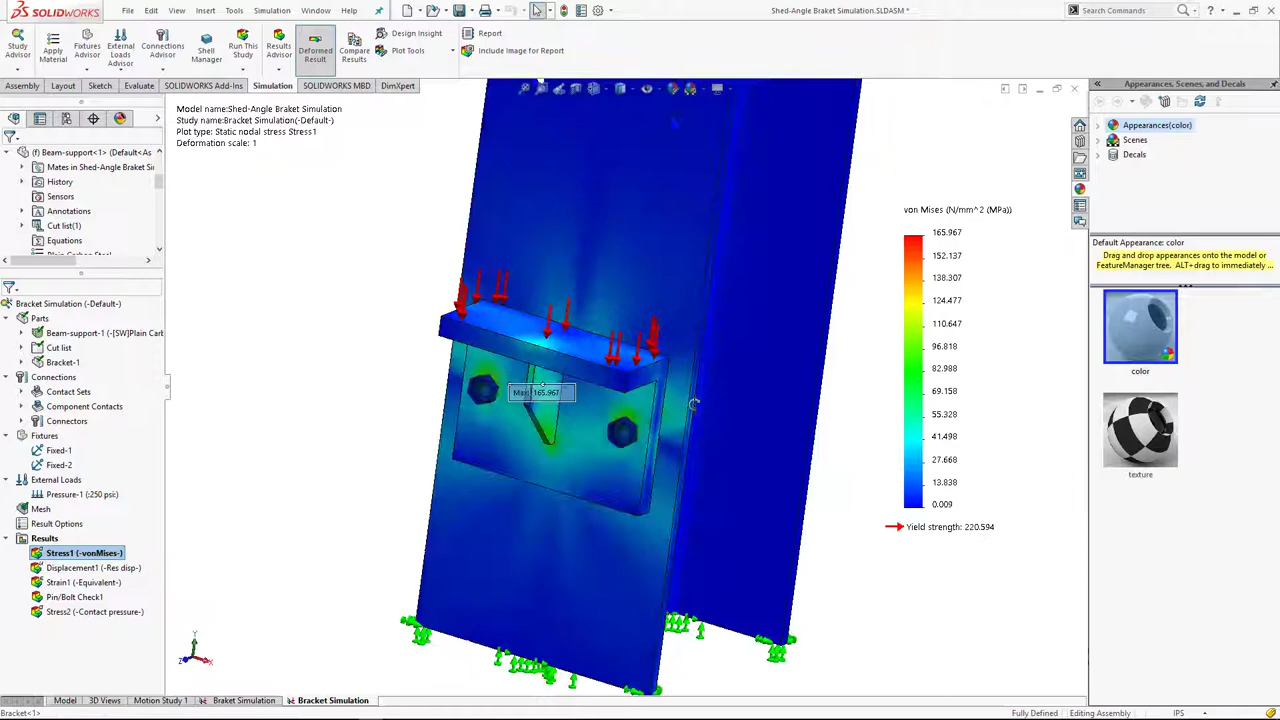 SOLIDWORKS File Edit View Insert Tools Simulation Window Help
Shed-Angle Braket Simulation.SLDASM *
Search Commands
Study Advisor
Apply Material
Fixtures Advisor
External Loads Advisor
Connections Advisor
Shell Manager
Run This Study
Results Advisor
Deformed Result
Compare Results
Design Insight
Plot Tools
Report
Include Image for Report
Assembly Layout Sketch Evaluate SOLIDWORKS Add-Ins Simulation SOLIDWORKS MBD DimXpert
Beam-support<1> (Default<As
Mates in Shed-Angle Braket Si
History
Sensors
Annotations
Cut list(1)
Equations
Bracket Simulation (-Default-)
Parts
Beam-support-1 (-[SW]Plain Carb
Cut list
Bracket-1
Connections
Contact Sets
Component Contacts
Connectors
Fixtures
Fixed-1
Fixed-2
External Loads
Pressure-1 (:250 psi:)
Mesh
Result Options
Results
Stress1 (-vonMises-)
Displacement1 (-Res disp-)
Strain1 (-Equivalent-)
Pin/Bolt Check1
Stress2 (-Contact pressure-)
Model name:Shed-Angle Braket Simulation
Study name:Bracket Simulation(-Default-)
Plot type: Static nodal stress Stress1
Deformation scale: 1
Max: 165.967
Y
Z X
von Mises (N/mm^2 (MPa))
165.967
152.137
138.307
124.477
110.647
96.818
82.988
69.158
55.328
41.498
27.668
13.838
0.009
Yield strength: 220.594
Appearances, Scenes, and Decals
Appearances(color)
Scenes
Decals
Default Appearance: color
Drag and drop appearances onto the model or
FeatureManager tree. ALT+drag to immediately ...
color
texture
Model 3D Views Motion Study 1 Braket Simulation Bracket Simulation
Bracket<1> Fully Defined Editing Assembly IPS